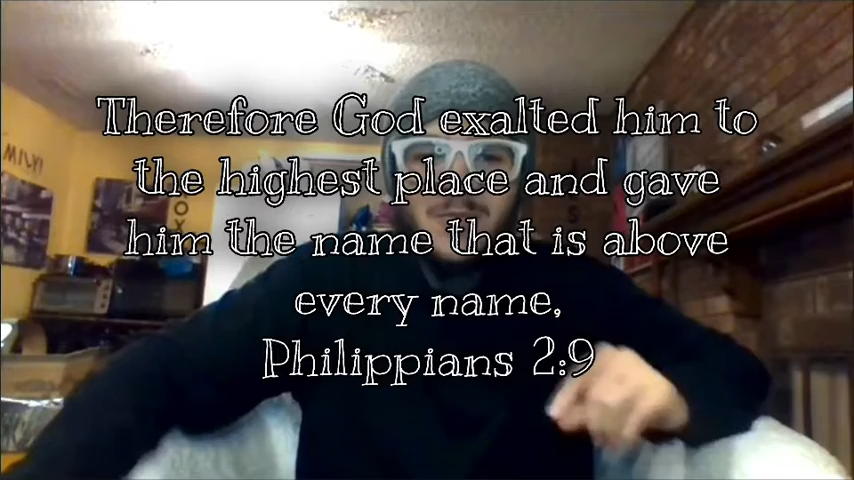 Therefore God exalted him to
the highest place and gave
him the name that is above
every name,
Philippians 2:9